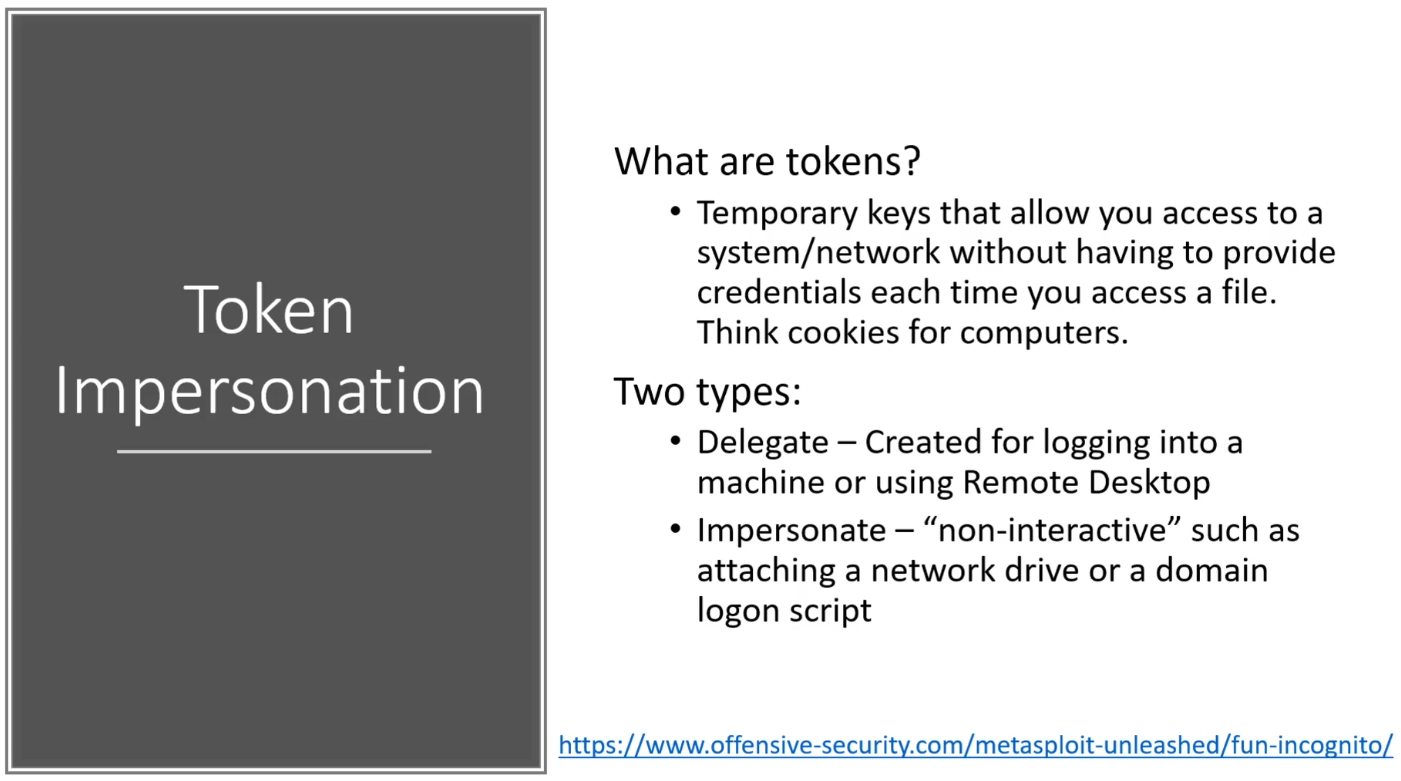 Token
Impersonation
What are tokens?
• Temporary keys that allow you access to a
system/network without having to provide
credentials each time you access a file.
Think cookies for computers.
Two types:
• Delegate – Created for logging into a
machine or using Remote Desktop
• Impersonate – “non-interactive” such as
attaching a network drive or a domain
logon script
https://www.offensive-security.com/metasploit-unleashed/fun-incognito/